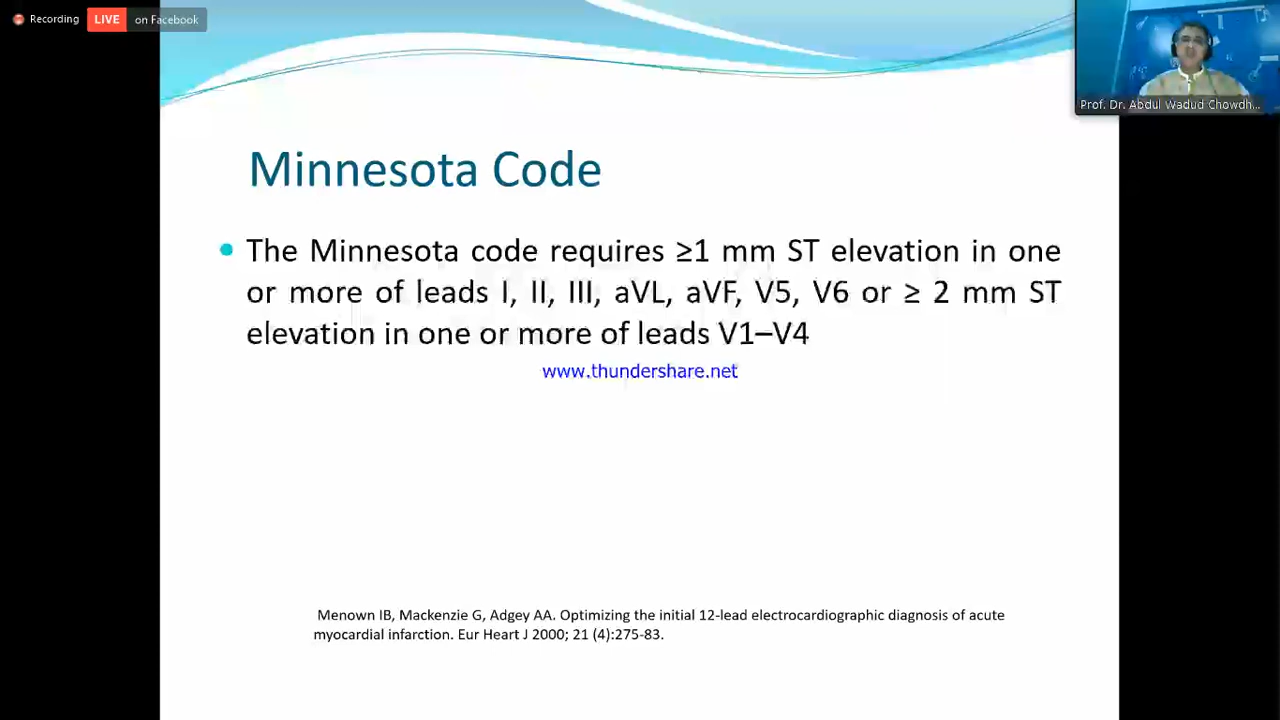 Recording LIVE on Facebook
Prof. Dr. Abdul Wadud Chowdh...
Minnesota Code
• The Minnesota code requires ≥1 mm ST elevation in one
or more of leads I, II, III, aVL, aVF, V5, V6 or ≥ 2 mm ST
elevation in one or more of leads V1–V4
www.thundershare.net
Menown IB, Mackenzie G, Adgey AA. Optimizing the initial 12-lead electrocardiographic diagnosis of acute
myocardial infarction. Eur Heart J 2000; 21 (4):275-83.